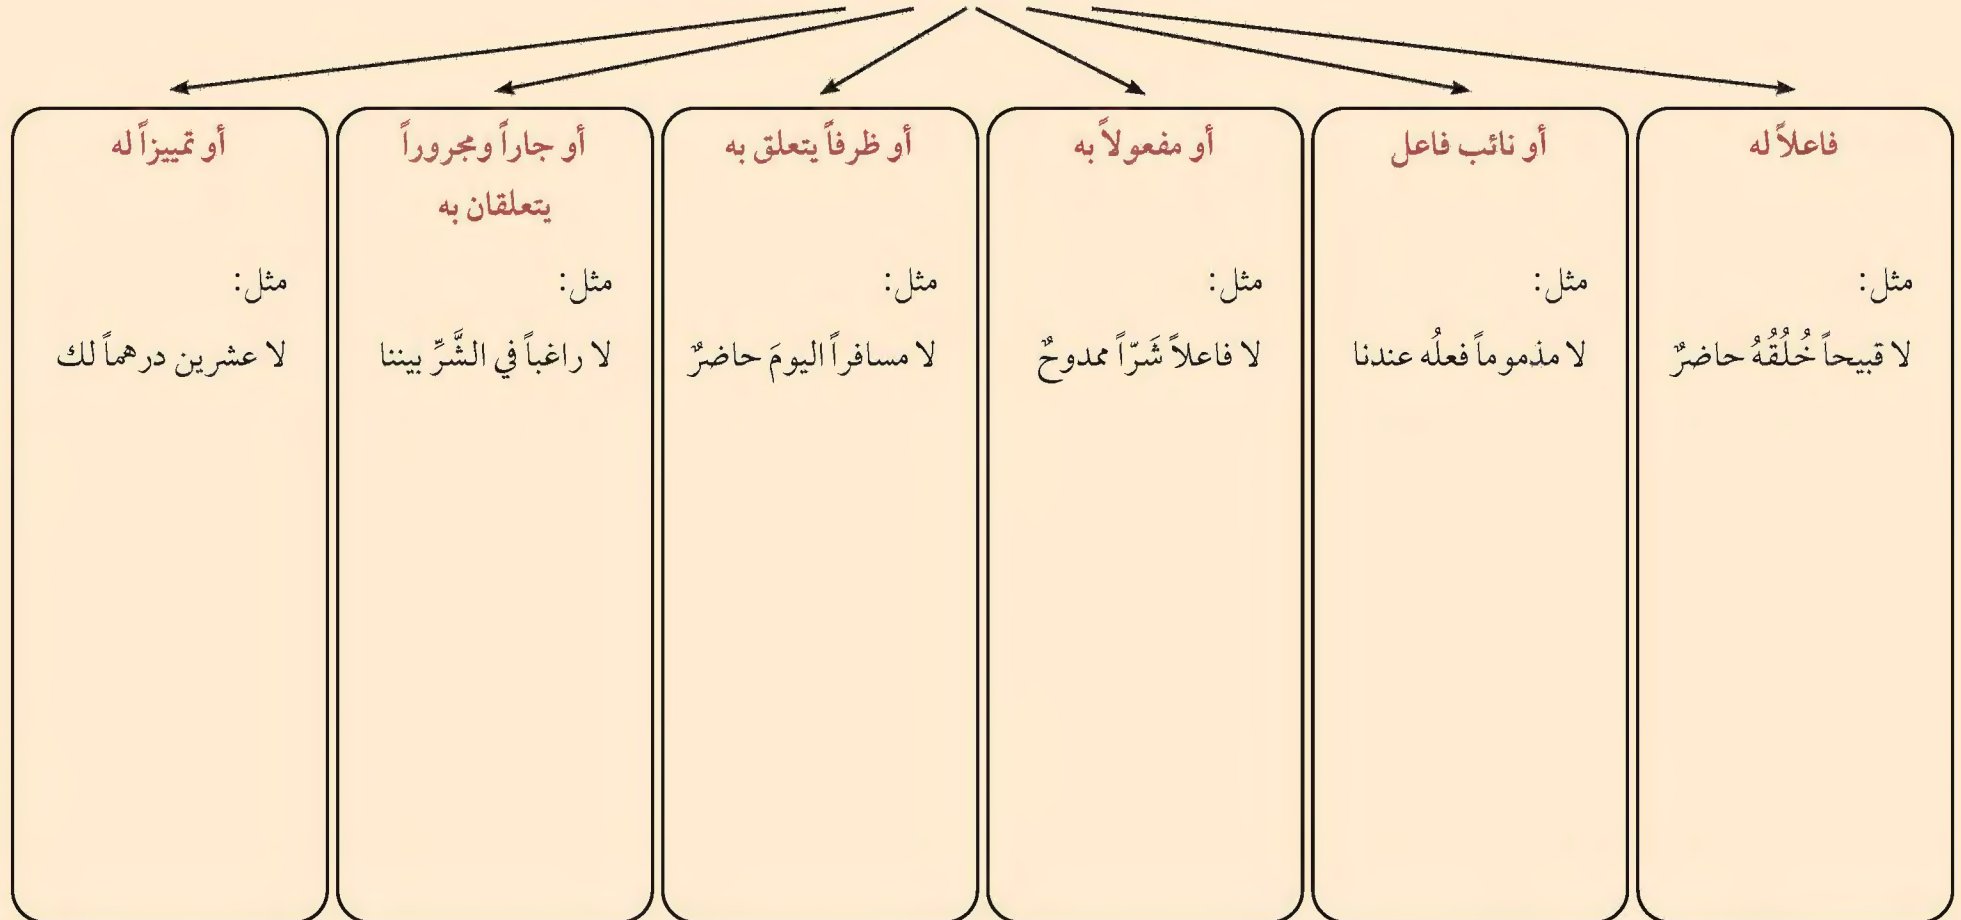 فاعلاً له
مثل:
لا قبيحاً خُلُقُهُ حاضرٌ
أو نائب فاعل
مثل:
لا مذموماً فعلُه عندنا
أو مفعولاً به
مثل:
لا فاعلاً شَرّاً ممدوحٌ
أو ظرفاً يتعلق به
مثل:
لا مسافراً اليومَ حاضرٌ
أو جاراً ومجروراً
يتعلقان به
مثل:
لا راغباً في الشَّرِّ بيننا
أو تمييزاً له
مثل:
لا عشرين درهماً لك